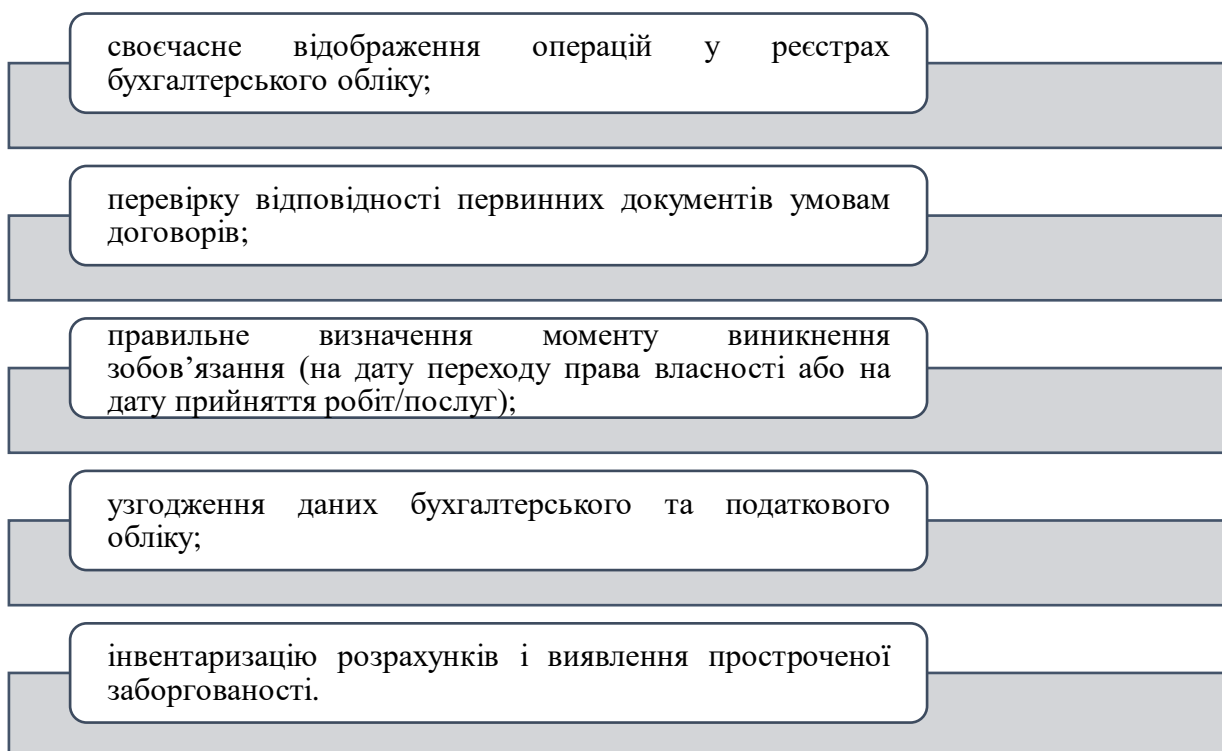 своєчасне відображення операцій у реєстрах
бухгалтерського обліку;
перевірку відповідності первинних документів умовам
договорів;
правильне визначення моменту виникнення
зобов’язання (на дату переходу права власності або на
дату прийняття робіт/послуг);
узгодження даних бухгалтерського та податкового
обліку;
інвентаризацію розрахунків і виявлення простроченої
заборгованості.